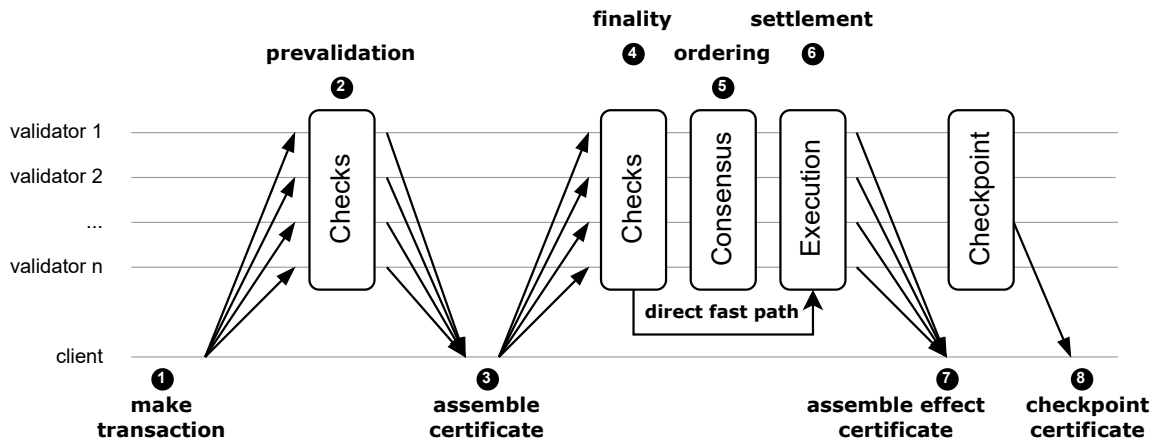 finality
settlement
4
6
prevalidation
ordering
2
5
validator 1
validator 2
...
validator n
client
Checks
Checks
Consensus
Execution
Checkpoint
direct fast path
1
3
7
8
make
transaction
assemble
certificate
assemble effect
certificate
checkpoint
certificate